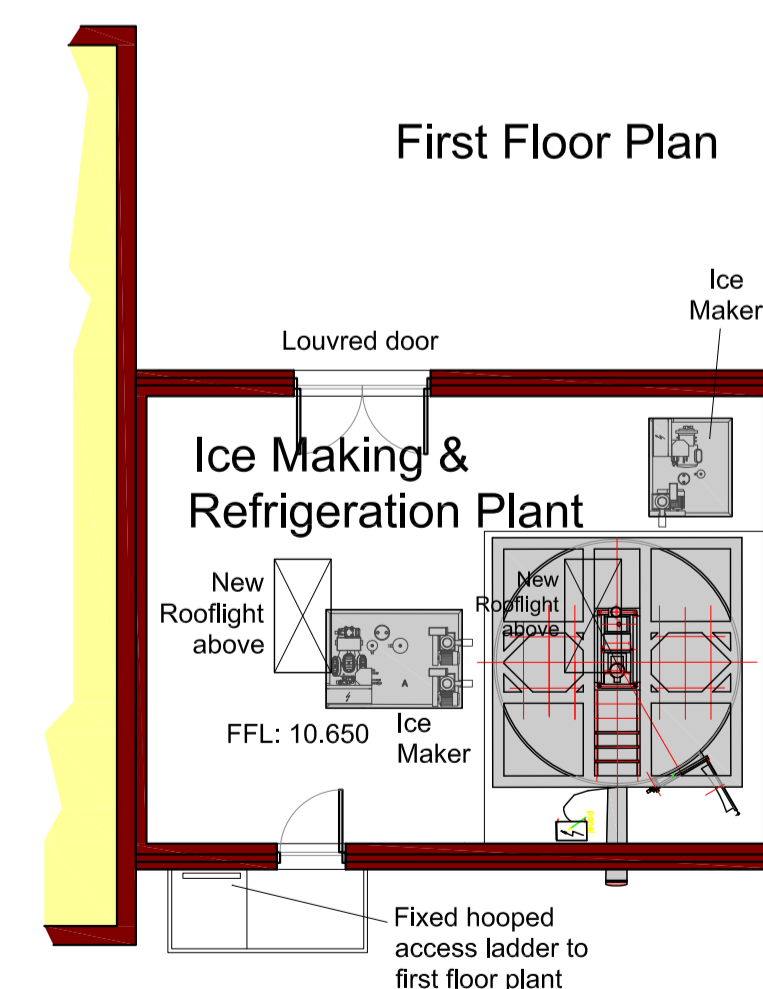 First Floor Plan
Ice
Maker
Louvred door
Ice Making &
Refrigeration Plant
New
Rooflight
above
New
Rooflight
above
A
FFL: 10.650
Ice
Maker
Fixed hooped
access ladder to
first floor plant